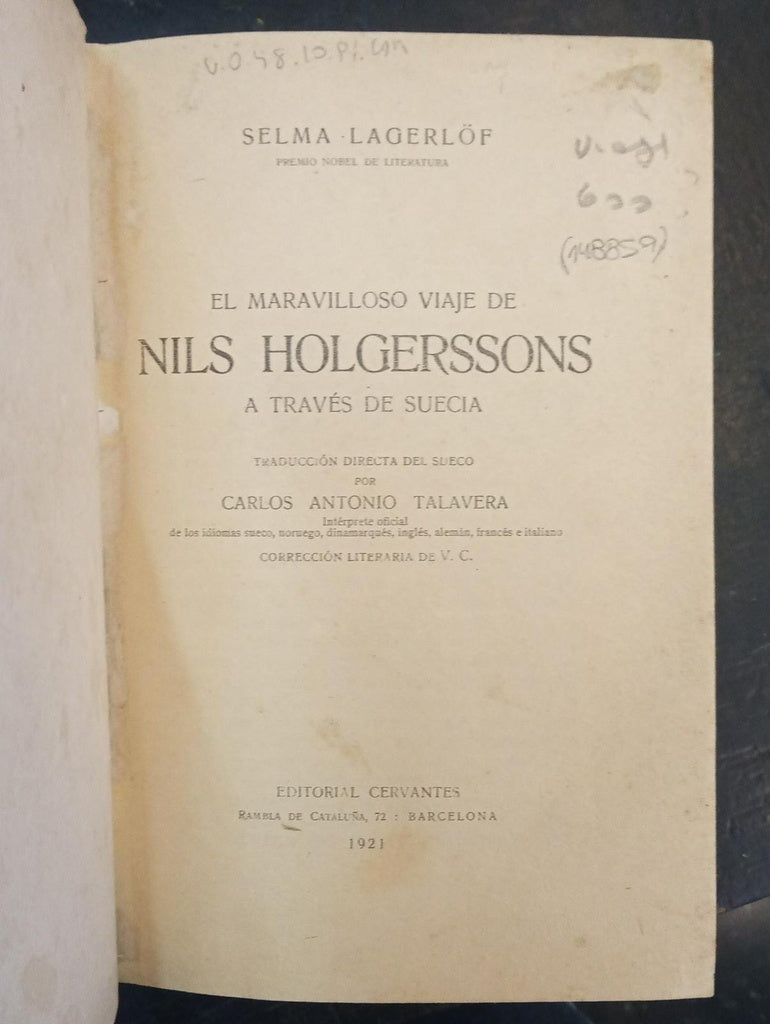 SELMA LAGERLÖF
PREMIO NOBEL DE LITERATURA
(148859)
EL MARAVILLOSO VIAJE DE
NILS HOLGERSSONS
A TRAVÉS DE SUECIA
TRADUCCIÓN DIRECTA DEL SUECO
POR
CARLOS ANTONIO TALAVERA
Intérprete oficial
de los idiomas sueco, noruego, dinamarqués, inglés, alemán, francés e italiano
CORRECCIÓN LITERARIA DE V. C.
EDITORIAL CERVANTES
RAMBLA DE CATALUÑA, 72 : BARCELONA
1921